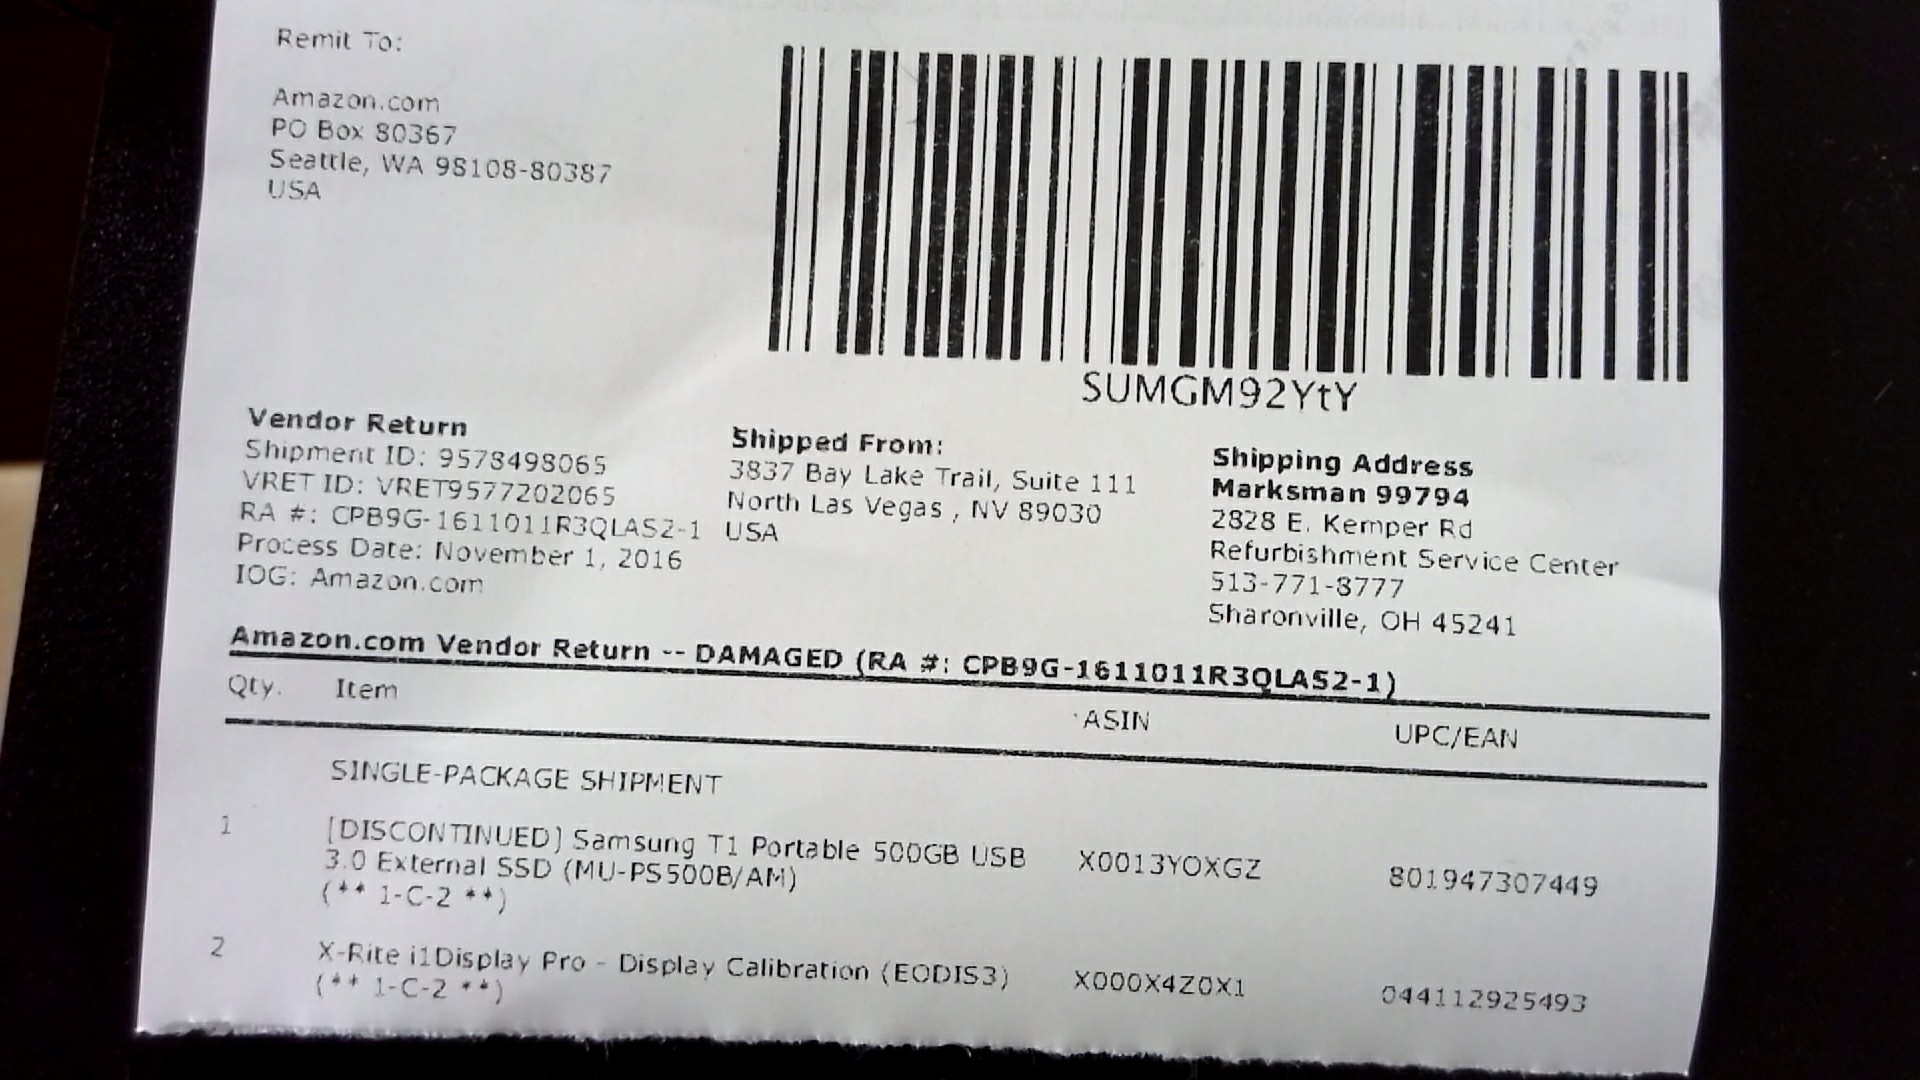 Remit To:
Amazon.com
PO Box 80367
Seattle, WA 98108-80387
USA
SUMGM92YtY
Vendor Return
Shipment ID: 9578498065
VRET ID: VRET9577202065
RA #: CPB9G-1611011R3QLAS2-1
Process Date: November 1, 2016
IOG: Amazon.com
Shipped From:
3837 Bay Lake Trail, Suite 111
North Las Vegas , NV 89030
USA
Shipping Address
Marksman 99794
2828 E. Kemper Rd
Refurbishment Service Center
513-771-8777
Sharonville, OH 45241
Amazon.com Vendor Return -- DAMAGED (RA #: CPB9G-1611011R3QLAS2-1)
Qty. Item ASIN UPC/EAN
SINGLE-PACKAGE SHIPMENT
1 [DISCONTINUED] Samsung T1 Portable 500GB USB X0013YOXGZ 801947307449
3.0 External SSD (MU-PS500B/AM)
(** 1-C-2 **)
2 X-Rite i1Display Pro - Display Calibration (EODIS3) X000X4Z0X1 044112925493
(** 1-C-2 **)